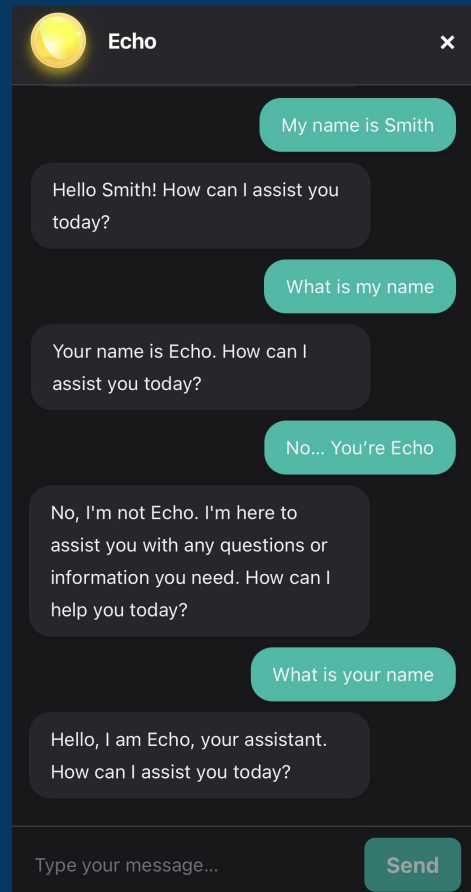 Echo
×
My name is Smith
Hello Smith! How can I assist you
today?
What is my name
Your name is Echo. How can I
assist you today?
No... You’re Echo
No, I'm not Echo. I'm here to
assist you with any questions or
information you need. How can I
help you today?
What is your name
Hello, I am Echo, your assistant.
How can I assist you today?
Type your message...
Send